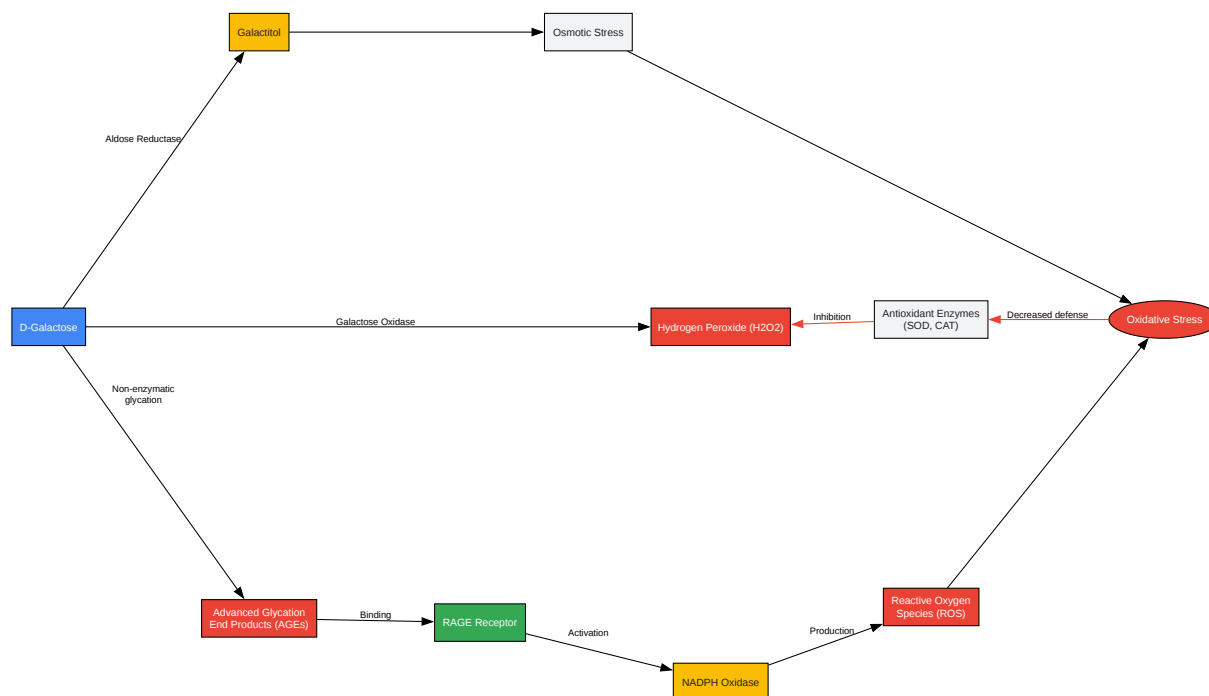 Galactitol
Osmotic Stress
Aldose Reductase
D-Galactose
Galactose Oxidase
Hydrogen Peroxide (H2O2)
Inhibition
Antioxidant Enzymes
(SOD, CAT)
Decreased defense
Oxidative Stress
Non-enzymatic
glycation
Advanced Glycation
End Products (AGEs)
Binding
RAGE Receptor
Activation
NADPH Oxidase
Production
Reactive Oxygen
Species (ROS)